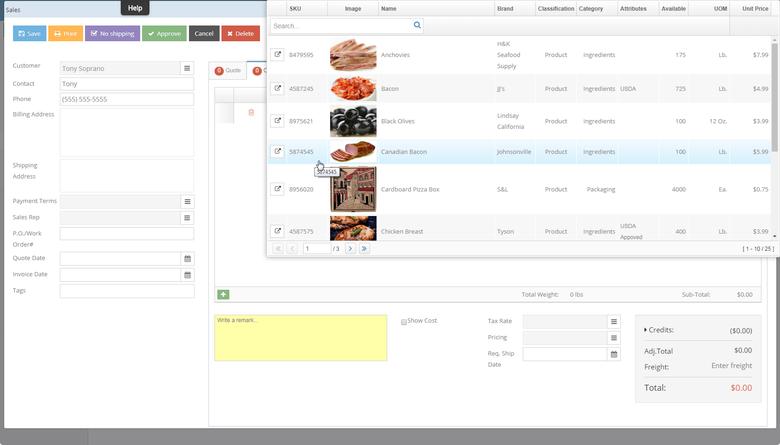 Sales
Help
Save
Print
No shipping
Approve
Cancel
Delete
Customer
Tony Soprano
Contact
Tony
Phone
(555) 555-5555
Billing Address
Shipping
Address
Payment Terms
Sales Rep
P.O./Work
Order#
Quote Date
Invoice Date
Tags
0 Quote
0
SKU Image Name Brand Classification Category Attributes Available UOM Unit Price
Search...
8479595 Anchovies H&K Seafood Supply Product Ingredients 175 Lb. $7.99
4587245 Bacon JJ's Product Ingredients USDA 725 Lb. $4.99
8975621 Black Olives Lindsay California Product Ingredients 100 12 Oz. $3.99
5874545 Canadian Bacon Johnsonville Product Ingredients 100 Lb. $5.99
5874545
8956020 Cardboard Pizza Box S&L Packaging 4000 Ea. $0.75
4587575 Chicken Breast Tyson Product Ingredients USDA Appoved 400 Lb. $3.99
1 / 3
[ 1 - 10 / 25 ]
Total Weight: 0 lbs Sub-Total: $0.00
Write a remark...
Show Cost
Tax Rate
Pricing
Req. Ship
Date
Credits: ($0.00)
Adj.Total $0.00
Freight: Enter freight
Total: $0.00